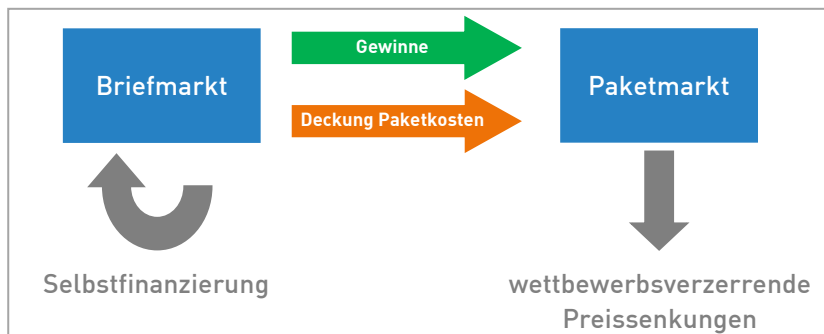 Briefmarkt
Gewinne
Deckung Paketkosten
Paketmarkt
Selbstfinanzierung
wettbewerbsverzerrende
Preissenkungen